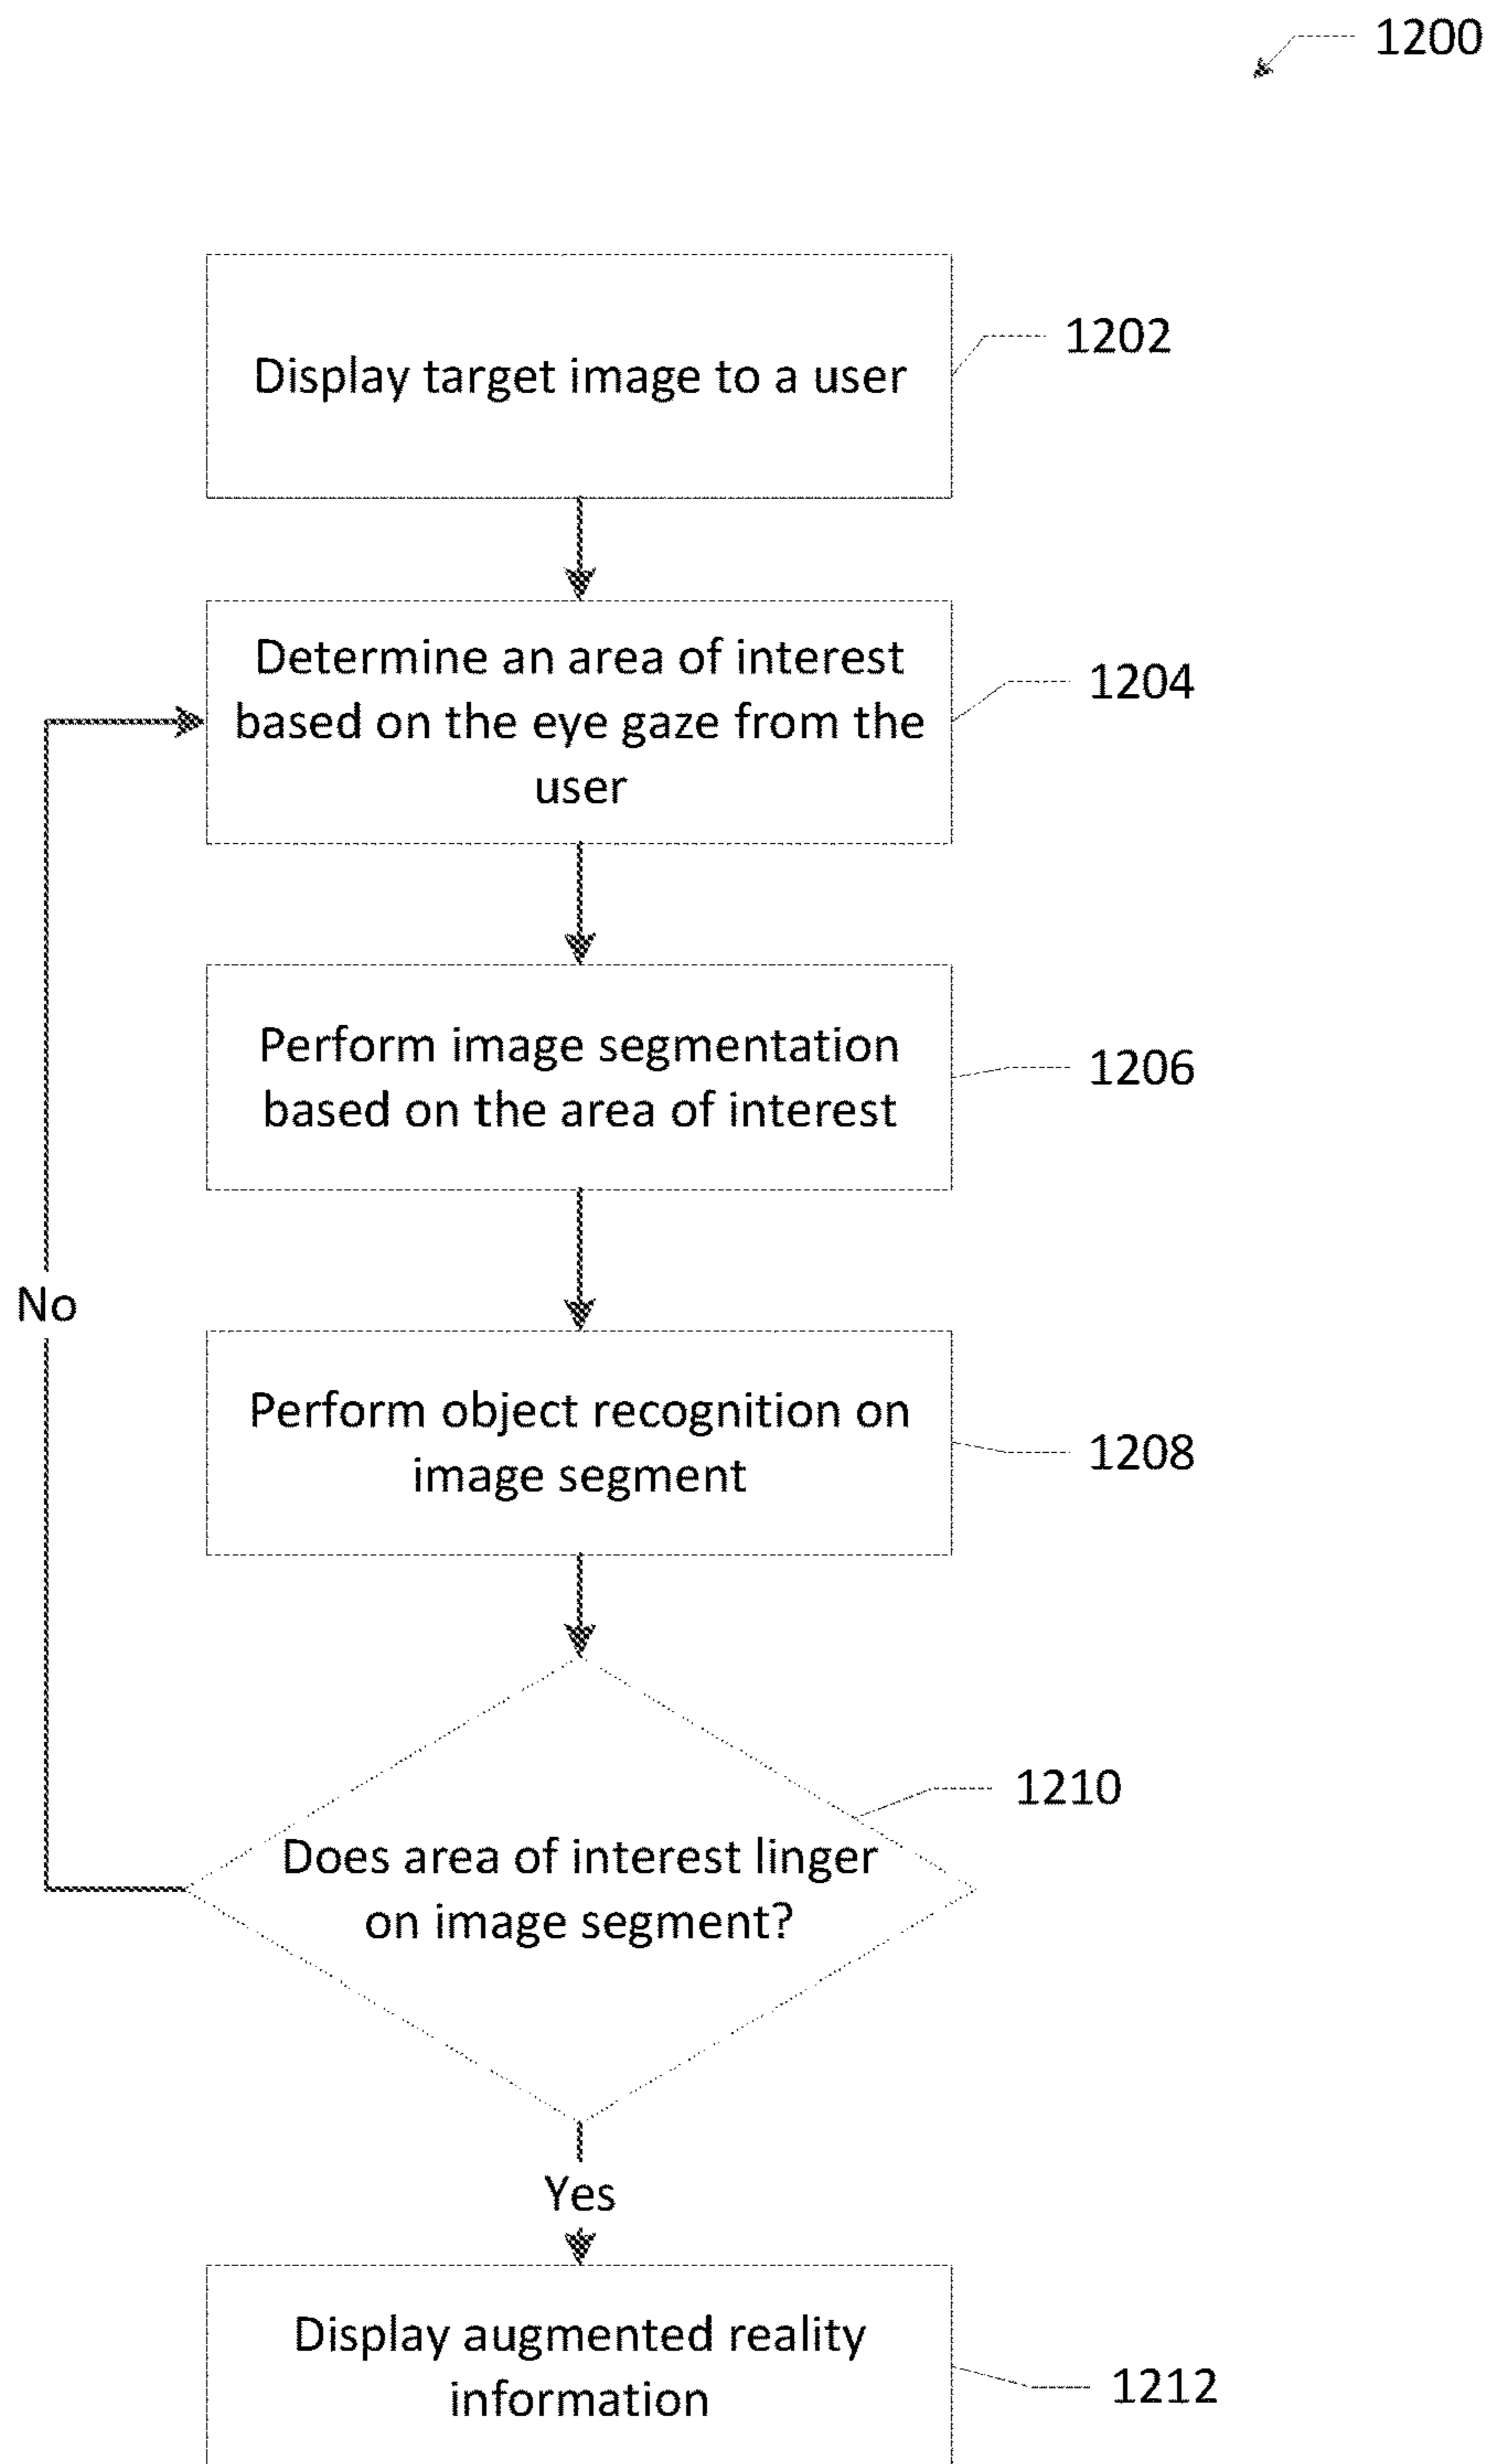 1200
Display target image to a user
1202
Determine an area of interest
based on the eye gaze from the
user
1204
Perform image segmentation
based on the area of interest
1206
No
Perform object recognition on
image segment
1208
1210
Does area of interest linger
on image segment?
Yes
Display augmented reality
information
1212